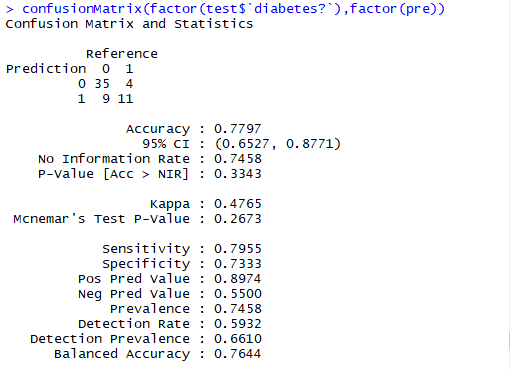 > confusionMatrix(factor(test$`diabetes?`),factor(pre))
Confusion Matrix and Statistics
Reference
Prediction 0 1
0 35 4
1 9 11
Accuracy : 0.7797
95% CI : (0.6527, 0.8771)
No Information Rate : 0.7458
P-Value [Acc > NIR] : 0.3343
Kappa : 0.4765
Mcnemar's Test P-Value : 0.2673
Sensitivity : 0.7955
Specificity : 0.7333
Pos Pred Value : 0.8974
Neg Pred Value : 0.5500
Prevalence : 0.7458
Detection Rate : 0.5932
Detection Prevalence : 0.6610
Balanced Accuracy : 0.7644